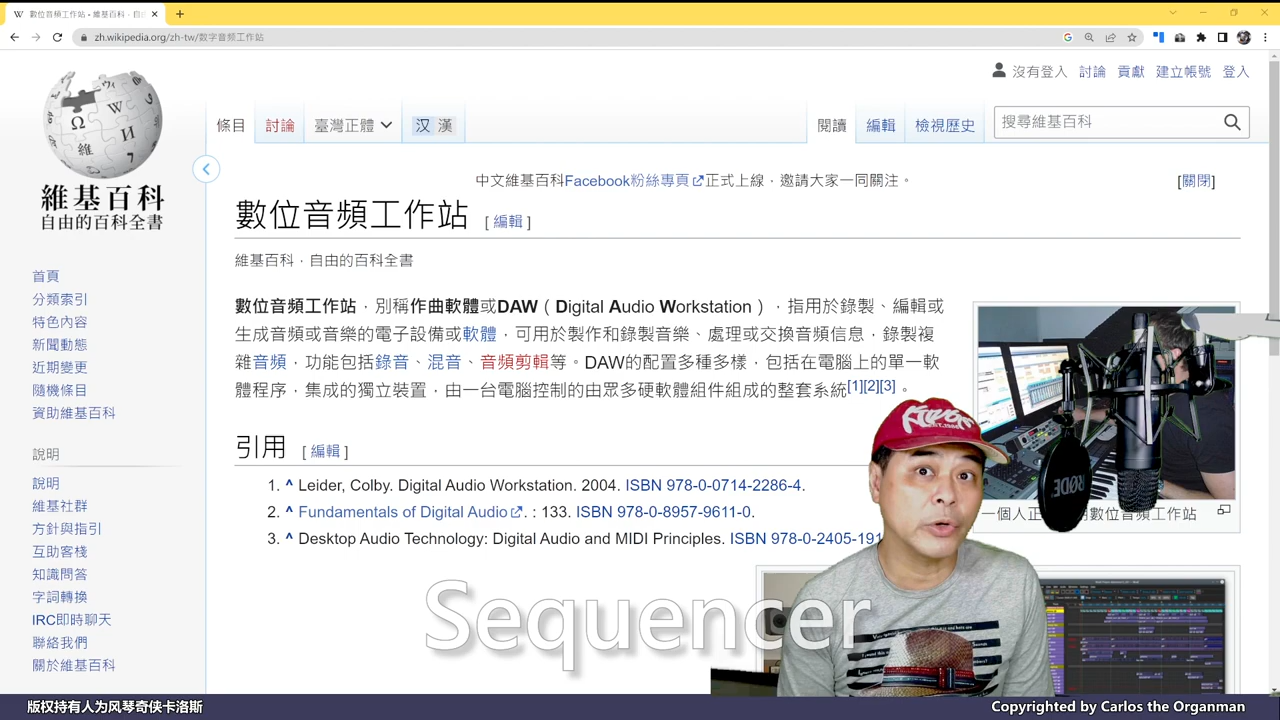 數位音頻工作站 - 維基百科，自由
zh.wikipedia.org/zh-tw/数字音频工作站
沒有登入 討論 貢獻 建立帳號 登入
條目 討論 臺灣正體 汉 漢 閱讀 編輯 檢視歷史 搜尋維基百科
維基百科
自由的百科全書
中文維基百科Facebook粉絲專頁正式上線，邀請大家一同關注。 [關閉]
數位音頻工作站 [ 編輯 ]
維基百科，自由的百科全書
數位音頻工作站，別稱作曲軟體或DAW（Digital Audio Workstation），指用於錄製、編輯或
生成音頻或音樂的電子設備或軟體，可用於製作和錄製音樂、處理或交換音頻信息，錄製複
雜音頻，功能包括錄音、混音、音頻剪輯等。DAW的配置多種多樣，包括在電腦上的單一軟
體程序，集成的獨立裝置，由一台電腦控制的由眾多硬軟體組件組成的整套系統[1][2][3]。
引用 [ 編輯 ]
1. ^ Leider, Colby. Digital Audio Workstation. 2004. ISBN 978-0-0714-2286-4.
2. ^ Fundamentals of Digital Audio. : 133. ISBN 978-0-8957-9611-0.
3. ^ Desktop Audio Technology: Digital Audio and MIDI Principles. ISBN 978-0-2405-191
RØDE
一個人正 數位音頻工作站
首頁
分類索引
特色內容
新聞動態
近期變更
隨機條目
資助維基百科
說明
說明
維基社群
方針與指引
互助客棧
知識問答
字詞轉換
IRC即時聊天
聯絡我們
關於維基百科
Sequencer
版权持有人为风琴奇侠卡洛斯
Copyrighted by Carlos the Organman